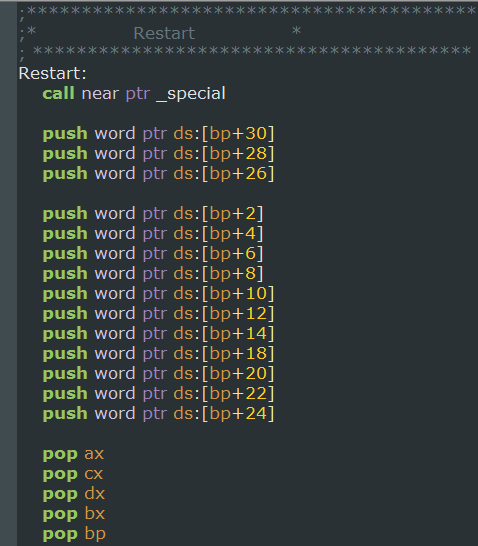 ;*****************************************
;* Restart *
; ****************************************
Restart:
call near ptr _special
push word ptr ds:[bp+30]
push word ptr ds:[bp+28]
push word ptr ds:[bp+26]
push word ptr ds:[bp+2]
push word ptr ds:[bp+4]
push word ptr ds:[bp+6]
push word ptr ds:[bp+8]
push word ptr ds:[bp+10]
push word ptr ds:[bp+12]
push word ptr ds:[bp+14]
push word ptr ds:[bp+18]
push word ptr ds:[bp+20]
push word ptr ds:[bp+22]
push word ptr ds:[bp+24]
pop ax
pop cx
pop dx
pop bx
pop bp